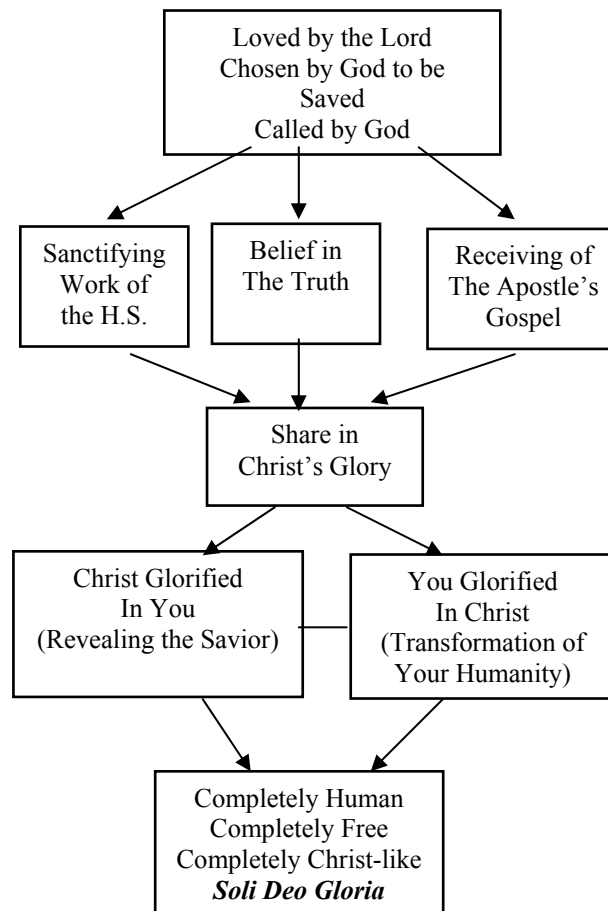 Loved by the Lord
Chosen by God to be
Saved
Called by God
Sanctifying
Work of
the H.S.
Belief in
The Truth
Receiving of
The Apostle’s
Gospel
Share in
Christ’s Glory
Christ Glorified
In You
(Revealing the Savior)
You Glorified
In Christ
(Transformation of
Your Humanity)
Completely Human
Completely Free
Completely Christ-like
Soli Deo Gloria